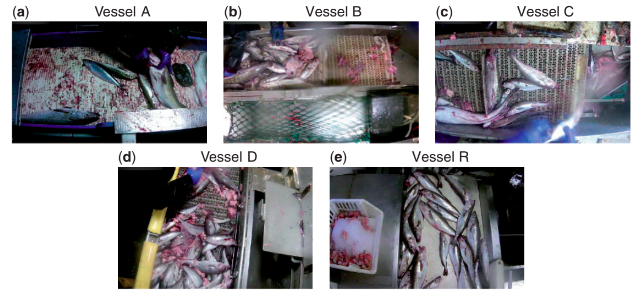 (a) Vessel A
(b) Vessel B
(c) Vessel C
(d) Vessel D
(e) Vessel R